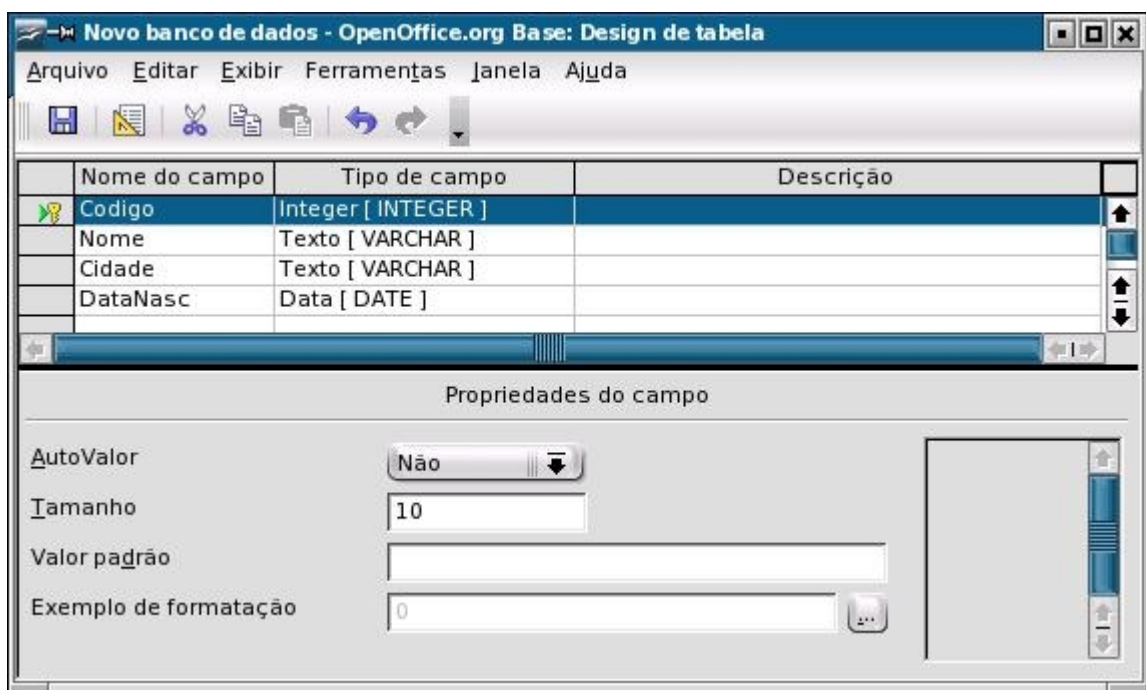 Novo banco de dados - OpenOffice.org Base: Design de tabela
Arquivo Editar Exibir Ferramentas Janela Ajuda
Nome do campo Tipo de campo Descrição
Codigo Integer [ INTEGER ]
Nome Texto [ VARCHAR ]
Cidade Texto [ VARCHAR ]
DataNasc Data [ DATE ]
Propriedades do campo
AutoValor Não
Tamanho 10
Valor padrão
Exemplo de formatação 0 ...